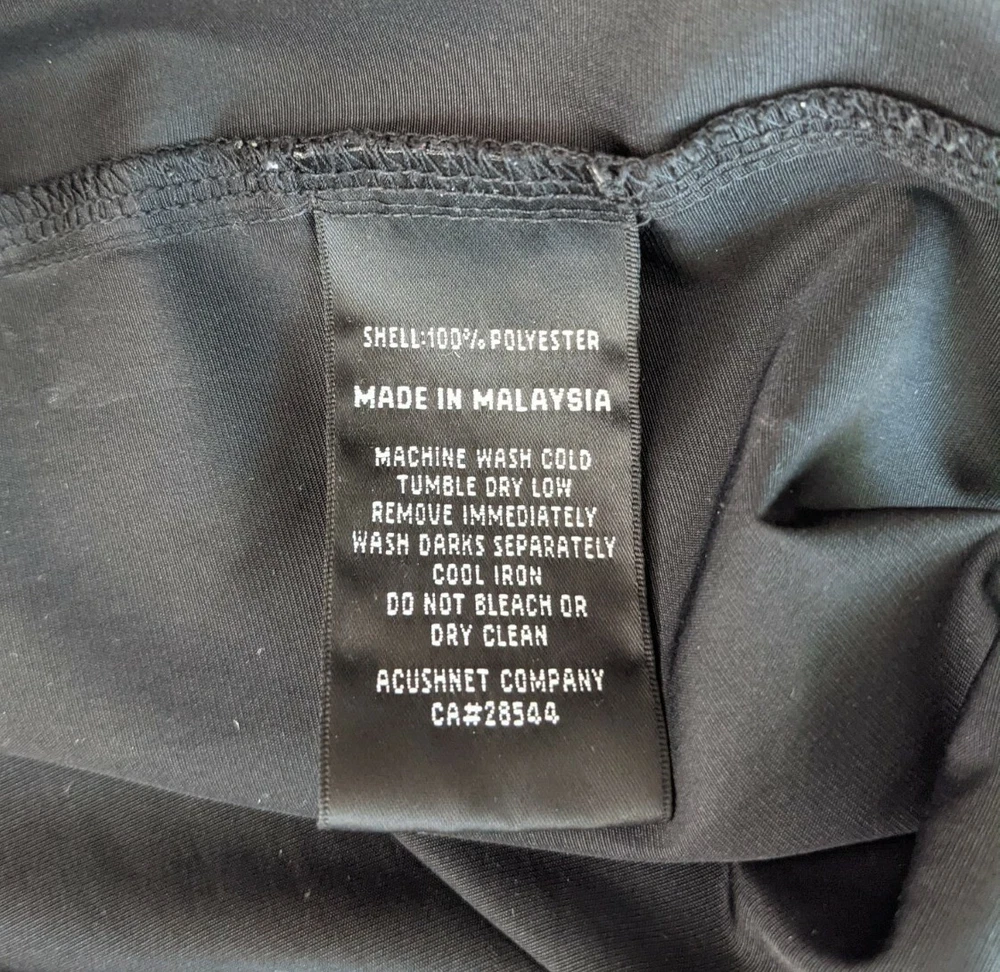 SHELL:100% POLYESTER
MADE IN MALAYSIA
MACHINE WASH COLD
TUMBLE DRY LOW
REMOVE IMMEDIATELY
WASH DARKS SEPARATELY
COOL IRON
DO NOT BLEACH OR
DRY CLEAN
ACUSHNET COMPANY
CA#28544